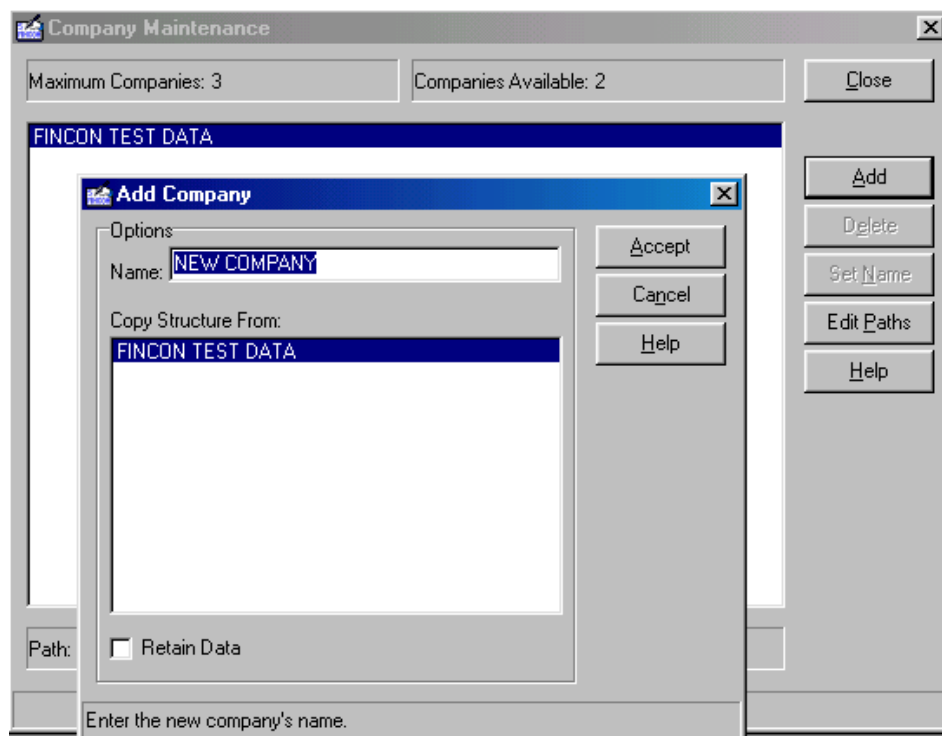 Company Maintenance
Maximum Companies: 3
Companies Available: 2
Close
FINCON TEST DATA
Add
Delete
Set Name
Edit Paths
Help
Add Company
Options
Name: NEW COMPANY
Accept
Cancel
Help
Copy Structure From:
FINCON TEST DATA
Retain Data
Path:
Enter the new company's name.